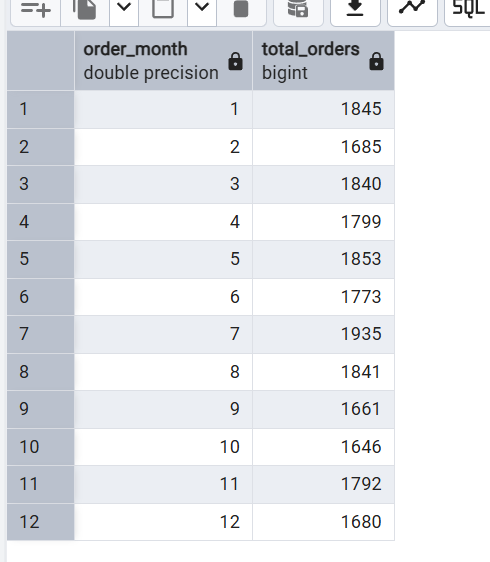 SQL
order_month total_orders
double precision bigint
1 1 1845
2 2 1685
3 3 1840
4 4 1799
5 5 1853
6 6 1773
7 7 1935
8 8 1841
9 9 1661
10 10 1646
11 11 1792
12 12 1680